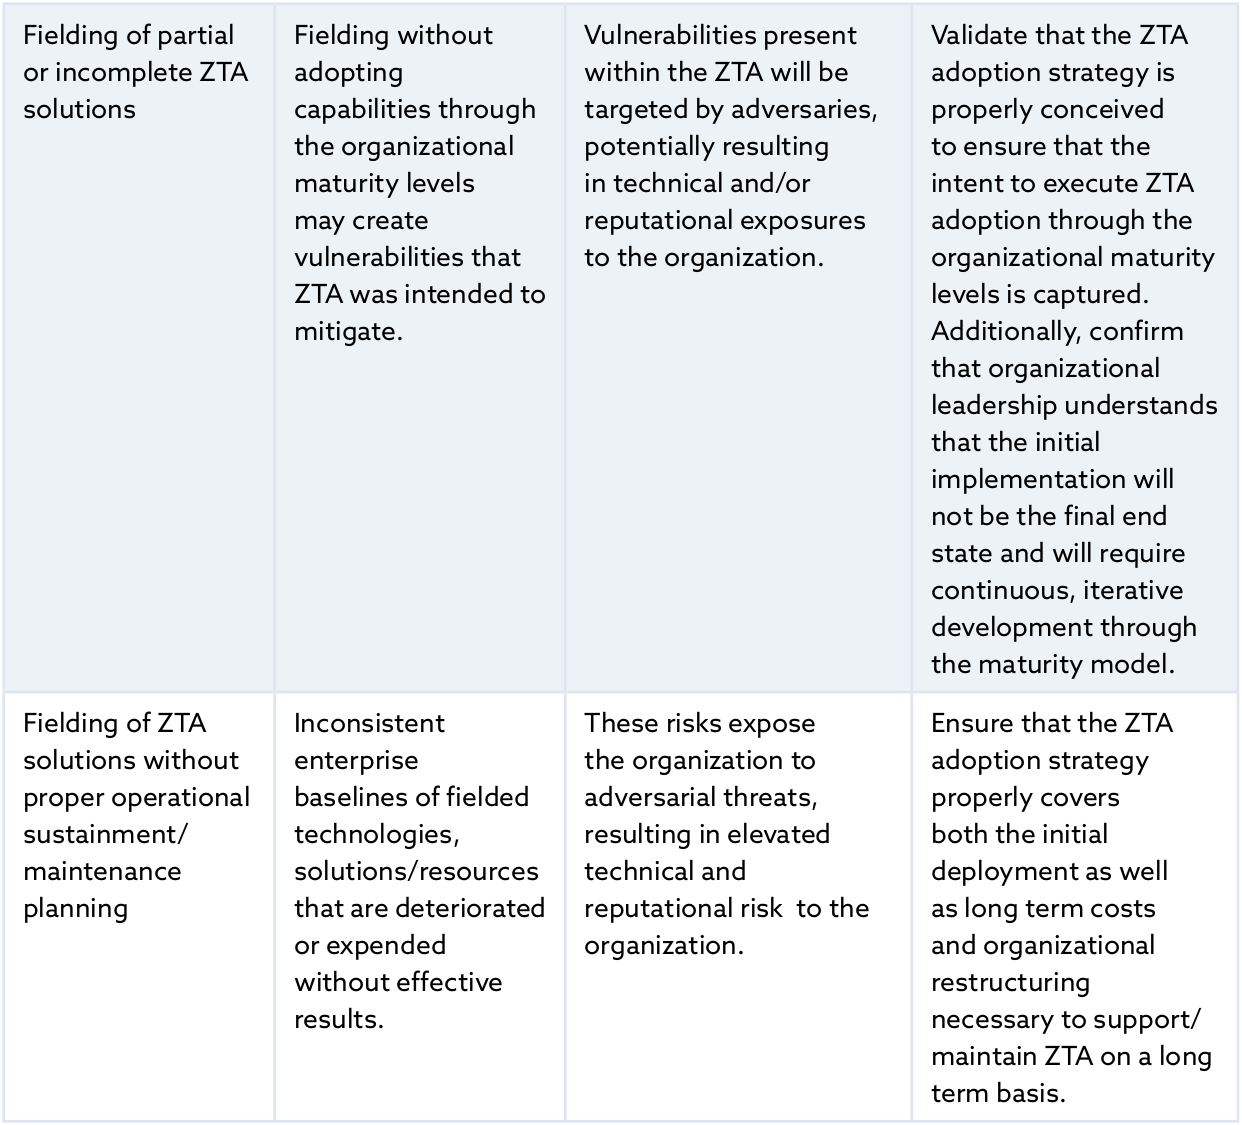 Fielding of partial
or incomplete ZTA
solutions
Fielding without
adopting
capabilities through
the organizational
maturity levels
may create
vulnerabilities that
ZTA was intended to
mitigate.
Vulnerabilities present
within the ZTA will be
targeted by adversaries,
potentially resulting
in technical and/or
reputational exposures
to the organization.
Validate that the ZTA
adoption strategy is
properly conceived
to ensure that the
intent to execute ZTA
adoption through the
organizational maturity
levels is captured.
Additionally, confirm
that organizational
leadership understands
that the initial
implementation will
not be the final end
state and will require
continuous, iterative
development through
the maturity model.
Fielding of ZTA
solutions without
proper operational
sustainment/
maintenance
planning
Inconsistent
enterprise
baselines of fielded
technologies,
solutions/resources
that are deteriorated
or expended
without effective
results.
These risks expose
the organization to
adversarial threats,
resulting in elevated
technical and
reputational risk  to the
organization.
Ensure that the ZTA
adoption strategy
properly covers
both the initial
deployment as well
as long term costs
and organizational
restructuring
necessary to support/
maintain ZTA on a long
term basis.